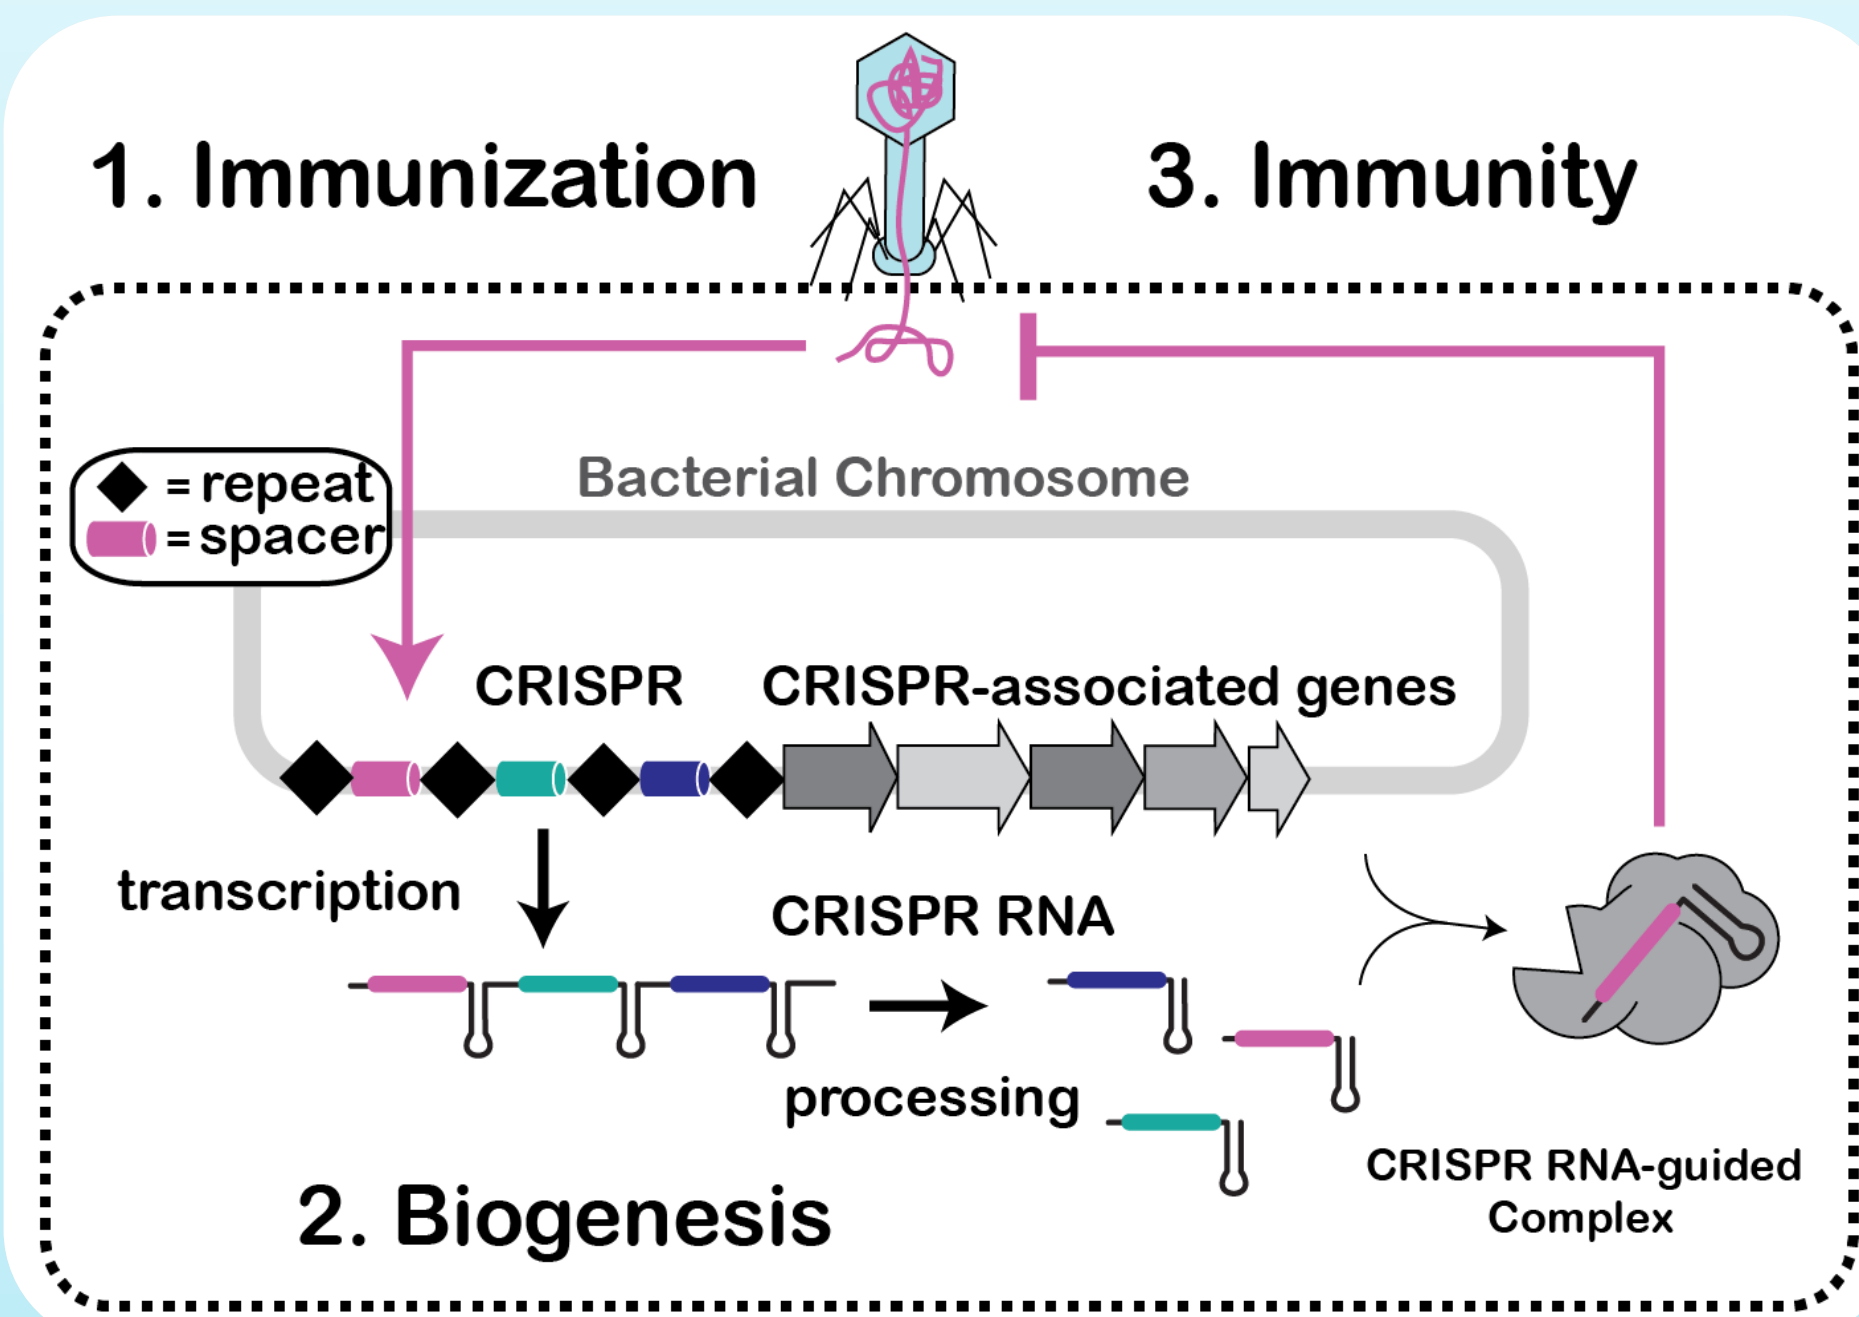 1. Immunization
3. Immunity
= repeat
= spacer
Bacterial Chromosome
CRISPR
CRISPR-associated genes
transcription
CRISPR RNA
processing
2. Biogenesis
CRISPR RNA-guided
Complex